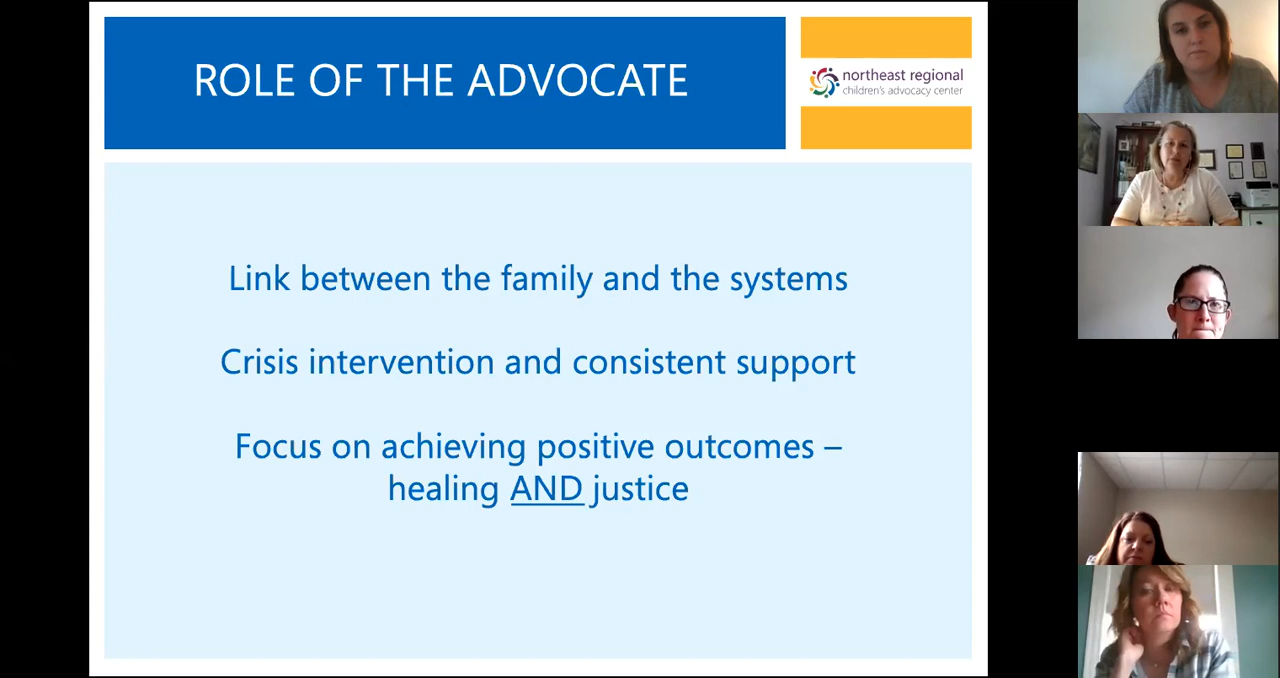 ROLE OF THE ADVOCATE
northeast regional
children's advocacy center
Link between the family and the systems
Crisis intervention and consistent support
Focus on achieving positive outcomes –
healing AND justice